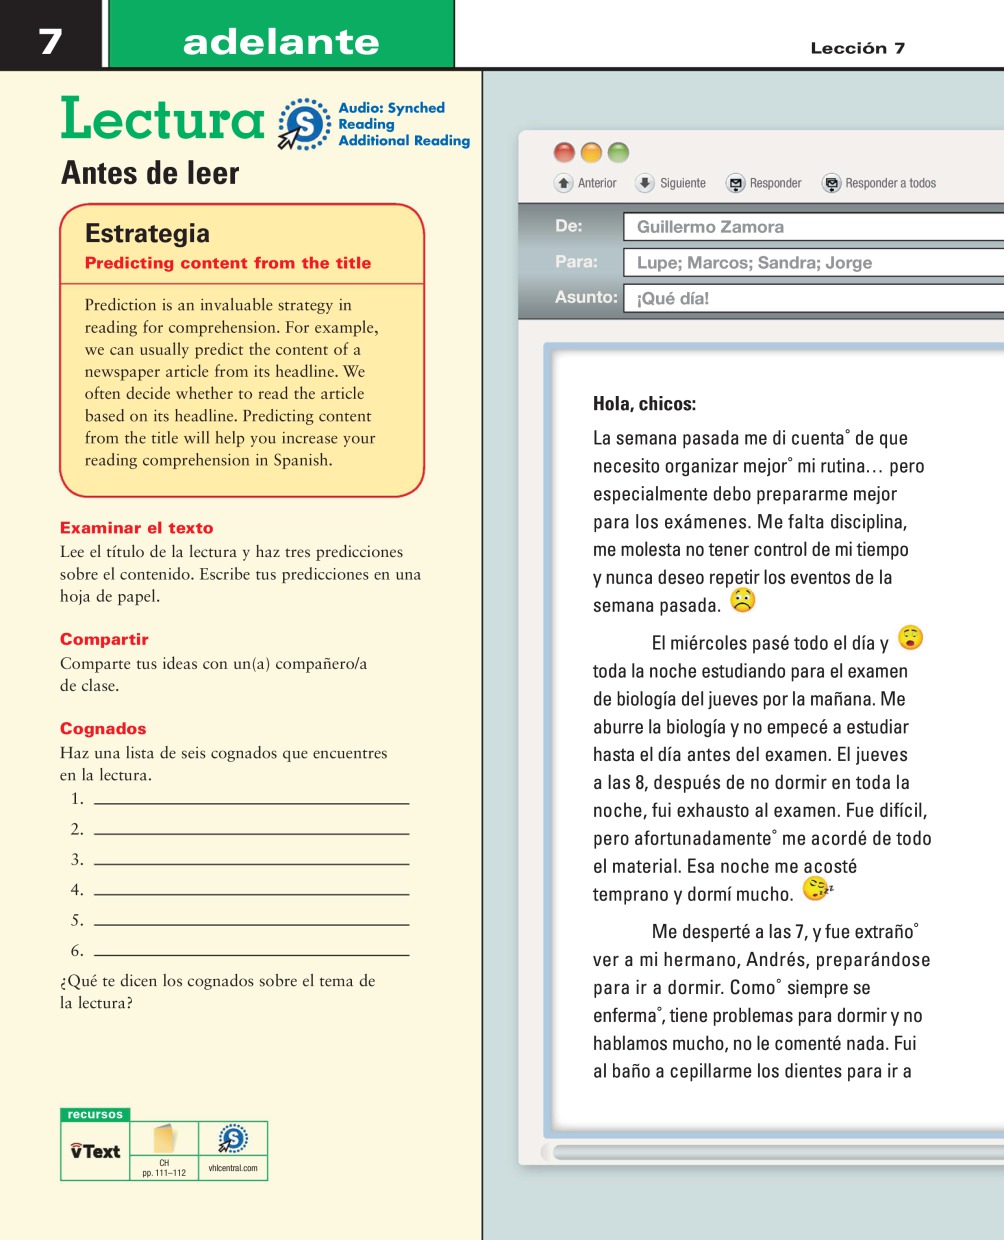 7
adelante
Lección 7
Lectura
Audio: Synched
Reading
Additional Reading
Antes de leer
Estrategia
Predicting content from the title
Prediction is an invaluable strategy in
reading for comprehension. For example,
we can usually predict the content of a
newspaper article from its headline. We
often decide whether to read the article
based on its headline. Predicting content
from the title will help you increase your
reading comprehension in Spanish.
Examinar el texto
Lee el título de la lectura y haz tres predicciones
sobre el contenido. Escribe tus predicciones en una
hoja de papel.
Compartir
Comparte tus ideas con un(a) compañero/a
de clase.
Cognados
Haz una lista de seis cognados que encuentres
en la lectura.
1.
2.
3.
4.
5.
6.
¿Qué te dicen los cognados sobre el tema de
la lectura?
recursos
vText
CH
pp. 111–112
S
vhlcentral.com
Anterior Siguiente Responder Responder a todos
De: Guillermo Zamora
Para: Lupe; Marcos; Sandra; Jorge
Asunto: ¡Qué día!
Hola, chicos:
La semana pasada me di cuenta° de que
necesito organizar mejor° mi rutina... pero
especialmente debo prepararme mejor
para los exámenes. Me falta disciplina,
me molesta no tener control de mi tiempo
y nunca deseo repetir los eventos de la
semana pasada.
El miércoles pasé todo el día y
toda la noche estudiando para el examen
de biología del jueves por la mañana. Me
aburre la biología y no empecé a estudiar
hasta el día antes del examen. El jueves
a las 8, después de no dormir en toda la
noche, fui exhausto al examen. Fue difícil,
pero afortunadamente° me acordé de todo
el material. Esa noche me acosté
temprano y dormí mucho.
Me desperté a las 7, y fue extraño°
ver a mi hermano, Andrés, preparándose
para ir a dormir. Como° siempre se
enferma°, tiene problemas para dormir y no
hablamos mucho, no le comenté nada. Fui
al baño a cepillarme los dientes para ir a